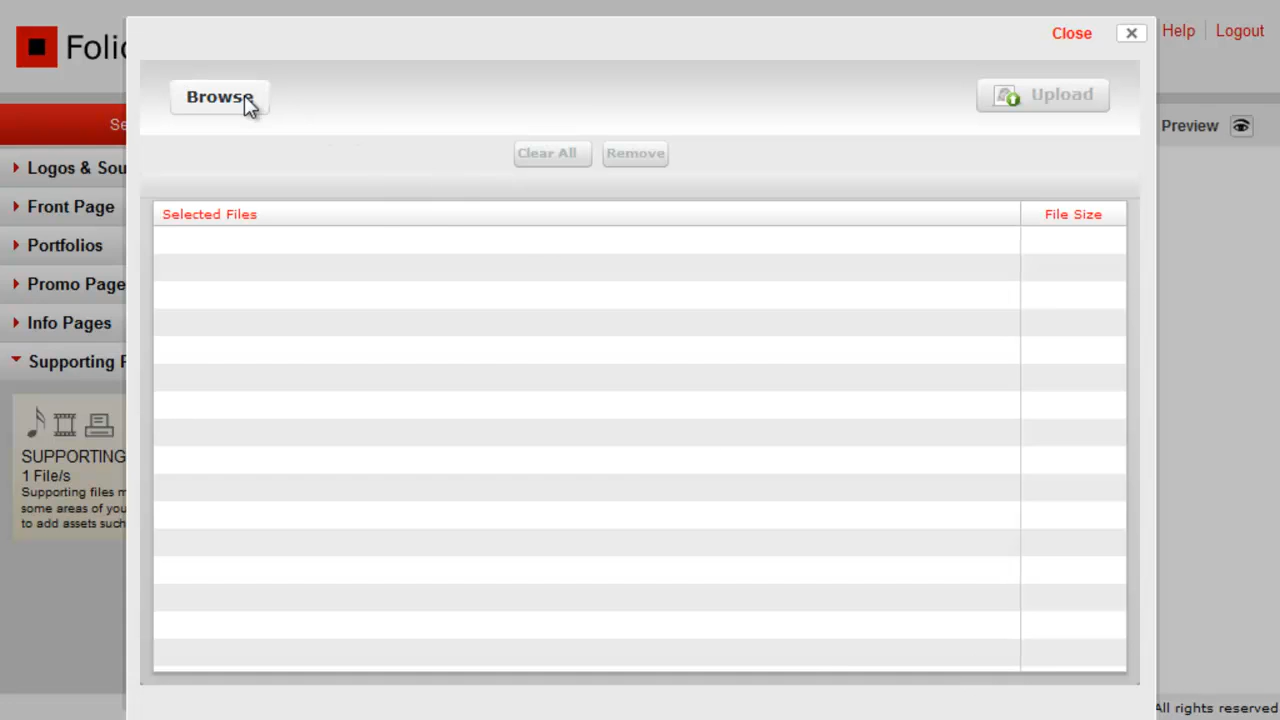 Folio
Close
Help
Logout
Browse
Upload
Se
Preview
Clear All
Remove
Logos & Sou
Front Page
Portfolios
Promo Page
Info Pages
Supporting F
Selected Files
File Size
SUPPORTING
1 File/s
Supporting files m
some areas of you
to add assets such
All rights reserved